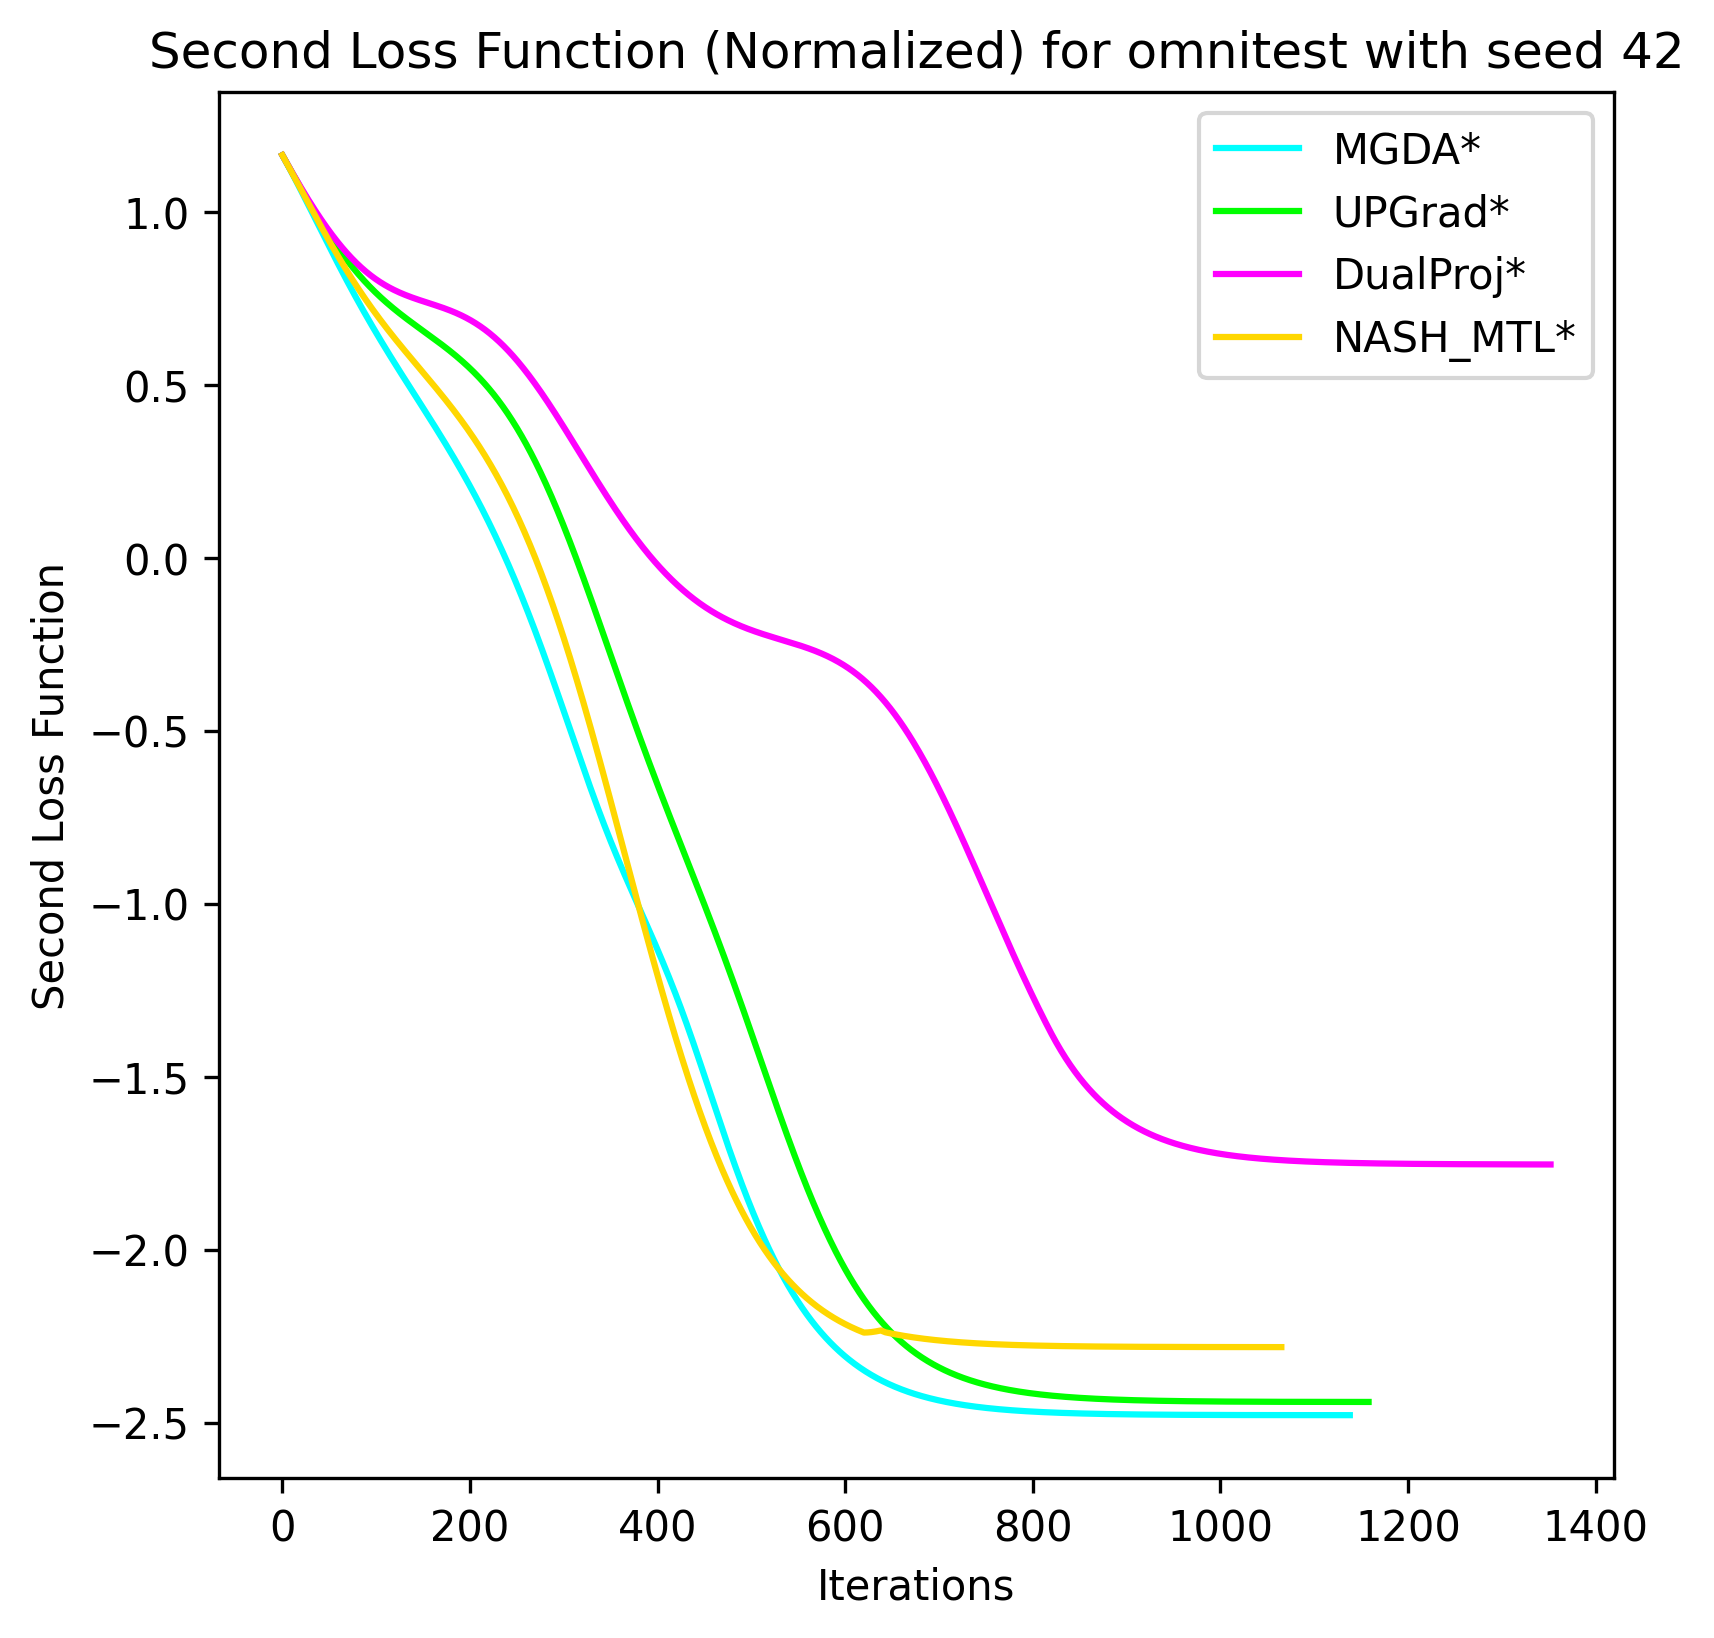 Second Loss Function (Normalized) for omnitest with seed 42
MGDA*
UPGrad*
DualProj*
NASH_MTL*
1.0
0.5
0.0
−0.5
−1.0
−1.5
−2.0
−2.5
Second Loss Function
0 200 400 600 800 1000 1200 1400
Iterations